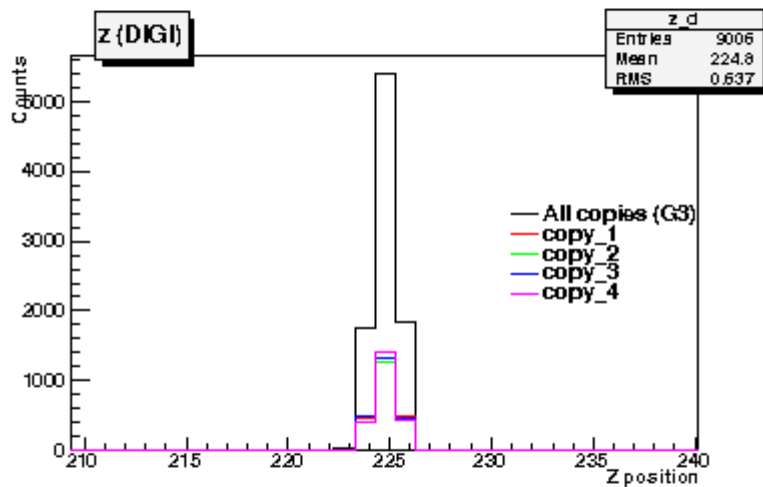 z (DIGI)
z_d
Entries 9006
Mean 224.8
RMS 0.637
Counts
5000
4000
3000
2000
1000
0
All copies (G3)
copy_1
copy_2
copy_3
copy_4
210 215 220 225 230 235 240
Z position